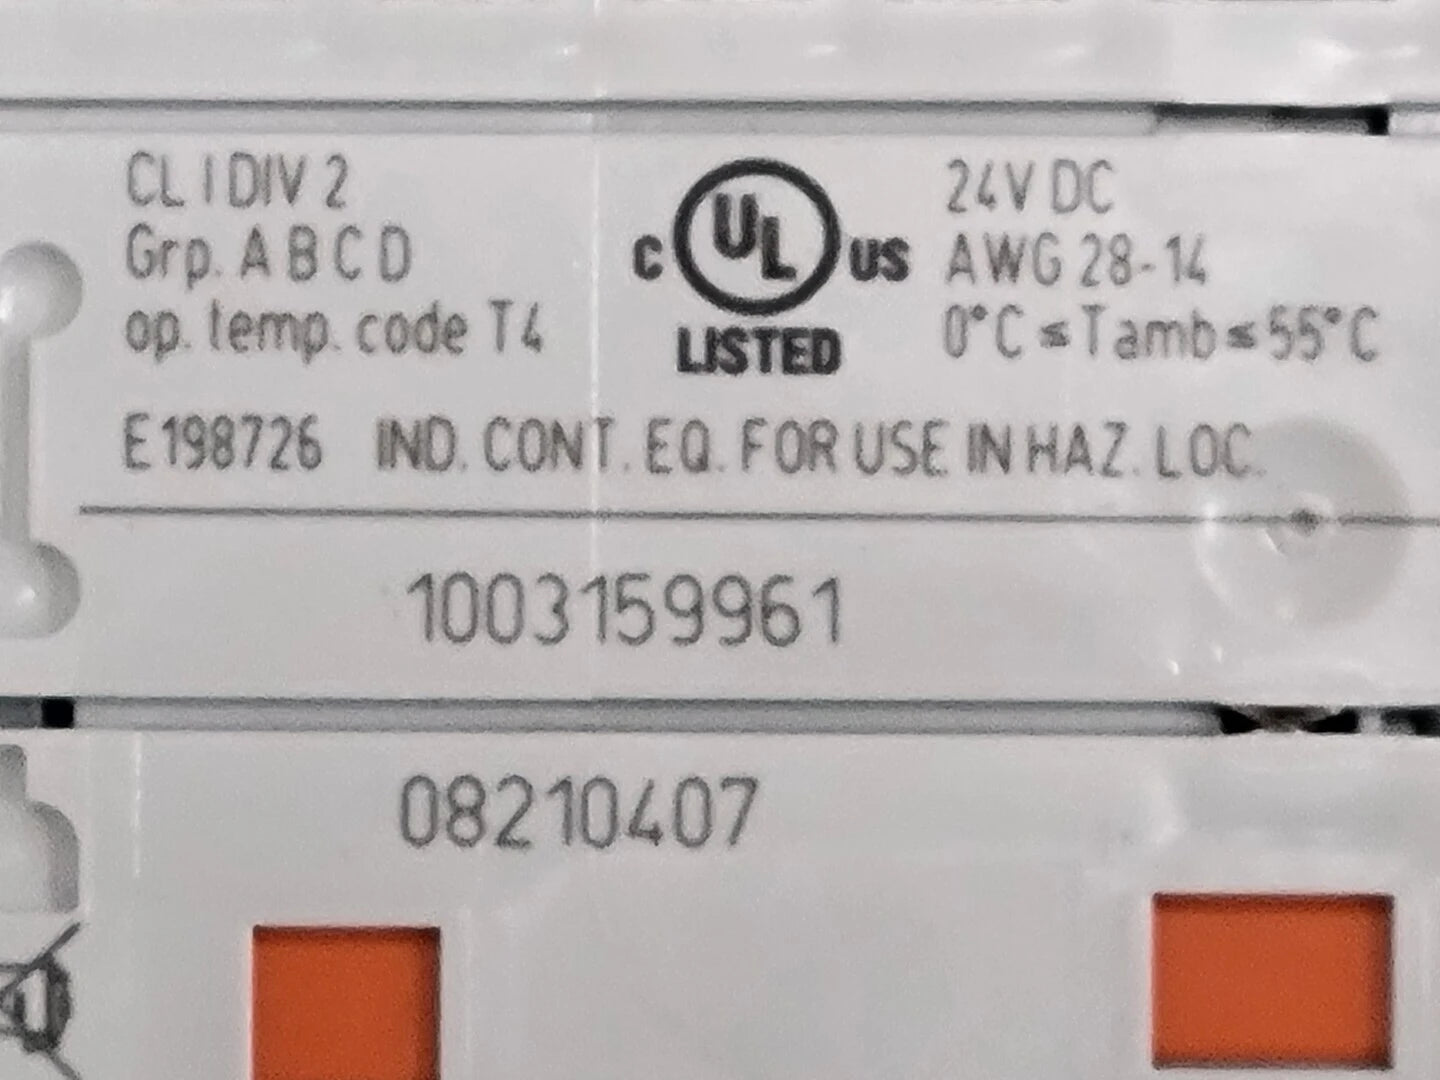 CL I DIV 2
Grp. A B C D
op. temp. code T4
C UL US
LISTED
24V DC
AWG 28-14
0°C ≤ Tamb ≤ 55°C
E198726 IND. CONT. EQ. FOR USE IN HAZ. LOC.
1003159961
08210407